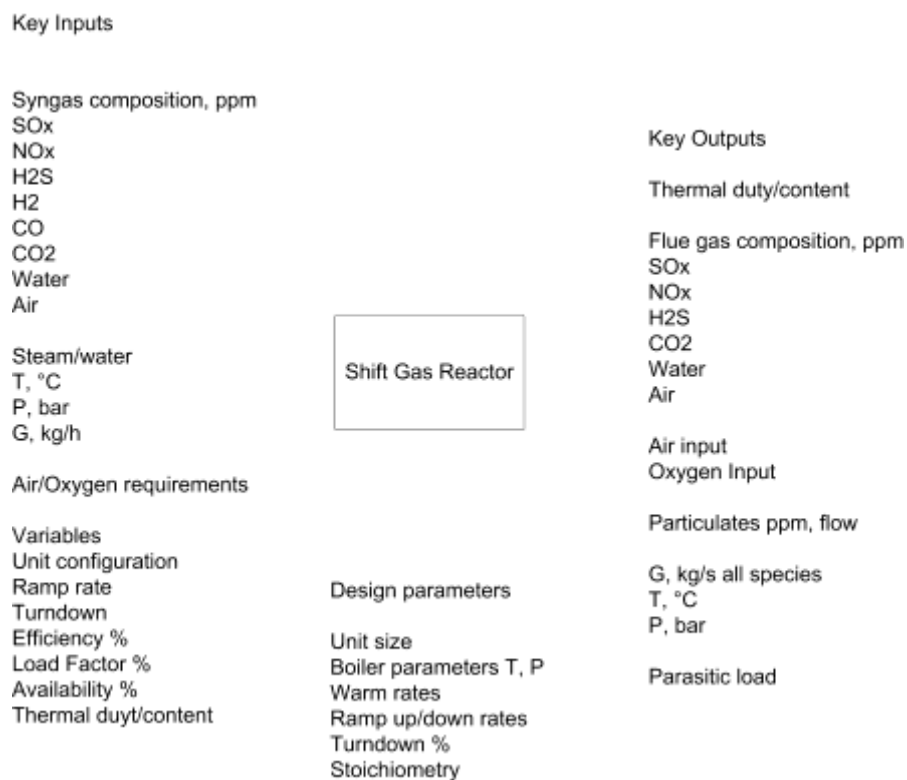 Key Inputs
Syngas composition, ppm
SOx
NOx
H2S
H2
CO
CO2
Water
Air
Steam/water
T, °C
P, bar
G, kg/h
Air/Oxygen requirements
Variables
Unit configuration
Ramp rate
Turndown
Efficiency %
Load Factor %
Availability %
Thermal duyt/content
Shift Gas Reactor
Design parameters
Unit size
Boiler parameters T, P
Warm rates
Ramp up/down rates
Turndown %
Stoichiometry
Key Outputs
Thermal duty/content
Flue gas composition, ppm
SOx
NOx
H2S
CO2
Water
Air
Air input
Oxygen Input
Particulates ppm, flow
G, kg/s all species
T, °C
P, bar
Parasitic load